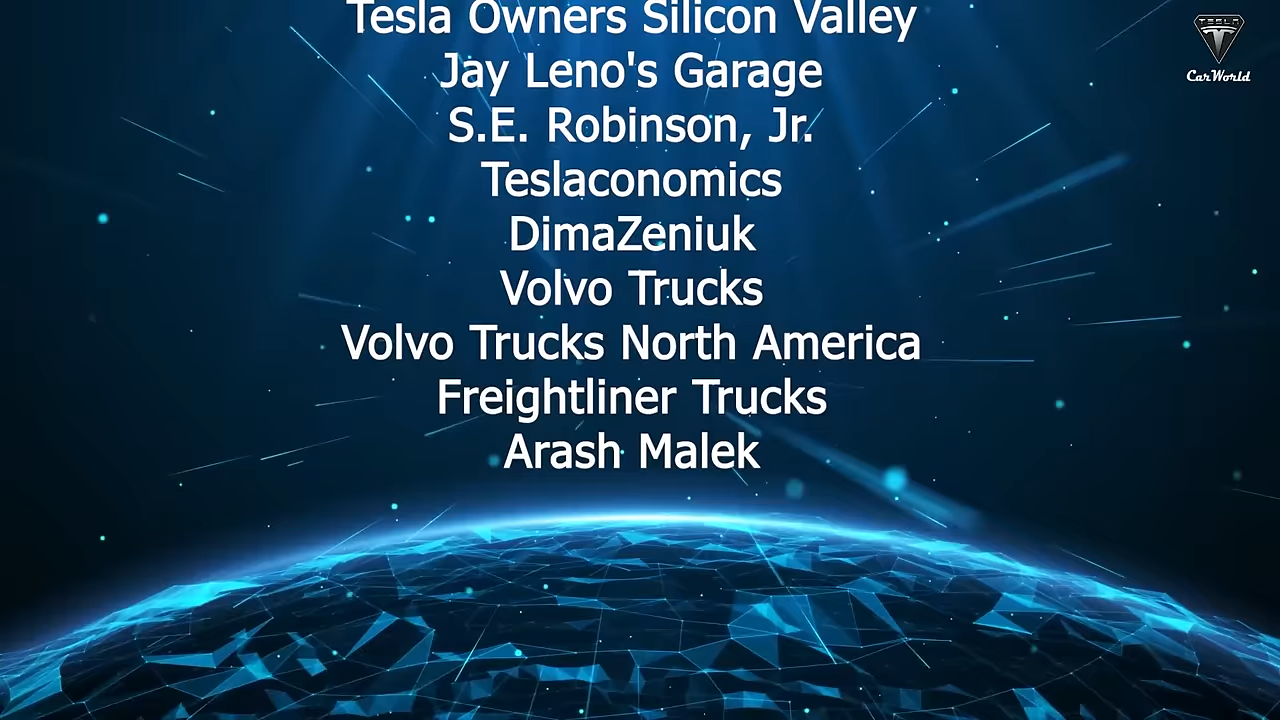 Tesla Owners Silicon Valley
Jay Leno's Garage
S.E. Robinson, Jr.
Teslaconomics
DimaZeniuk
Volvo Trucks
Volvo Trucks North America
Freightliner Trucks
Arash Malek
TESLA
CarWorld